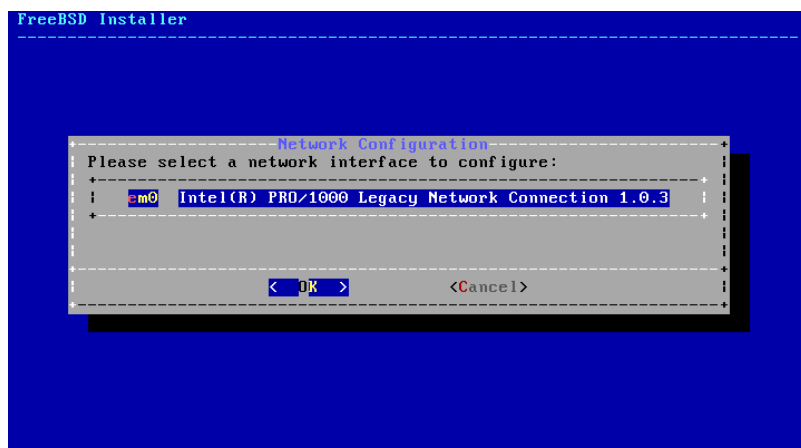 FreeBSD Installer
Network Configuration
Please select a network interface to configure:
em0 Intel(R) PRO/1000 Legacy Network Connection 1.0.3
< OK > <Cancel>